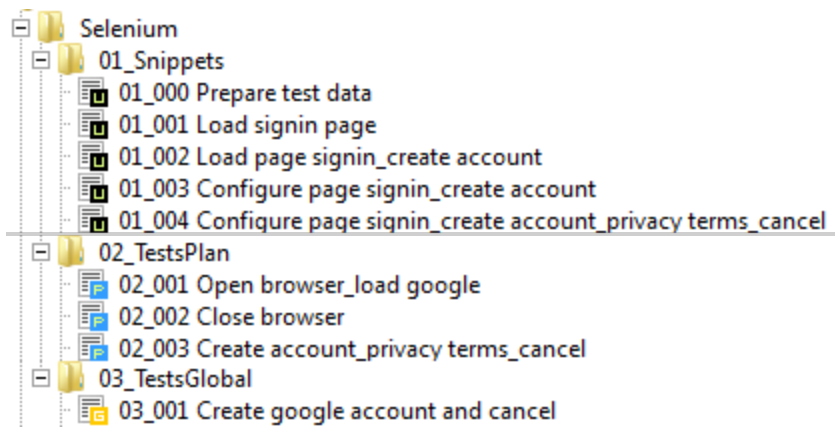 Selenium
01_Snippets
01_000 Prepare test data
01_001 Load signin page
01_002 Load page signin_create account
01_003 Configure page signin_create account
01_004 Configure page signin_create account_privacy terms_cancel
02_TestsPlan
02_001 Open browser_load google
02_002 Close browser
02_003 Create account_privacy terms_cancel
03_TestsGlobal
03_001 Create google account and cancel